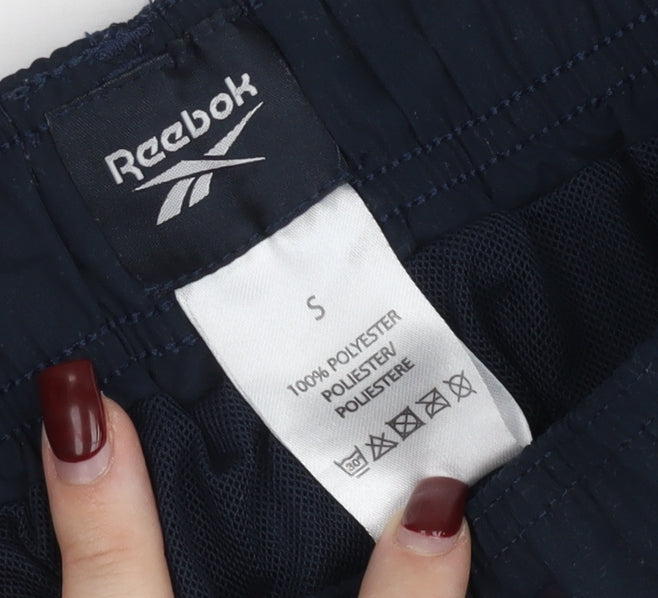 Reebok
S
100% POLYESTER
POLIESTER/
POLIESTERE
30°